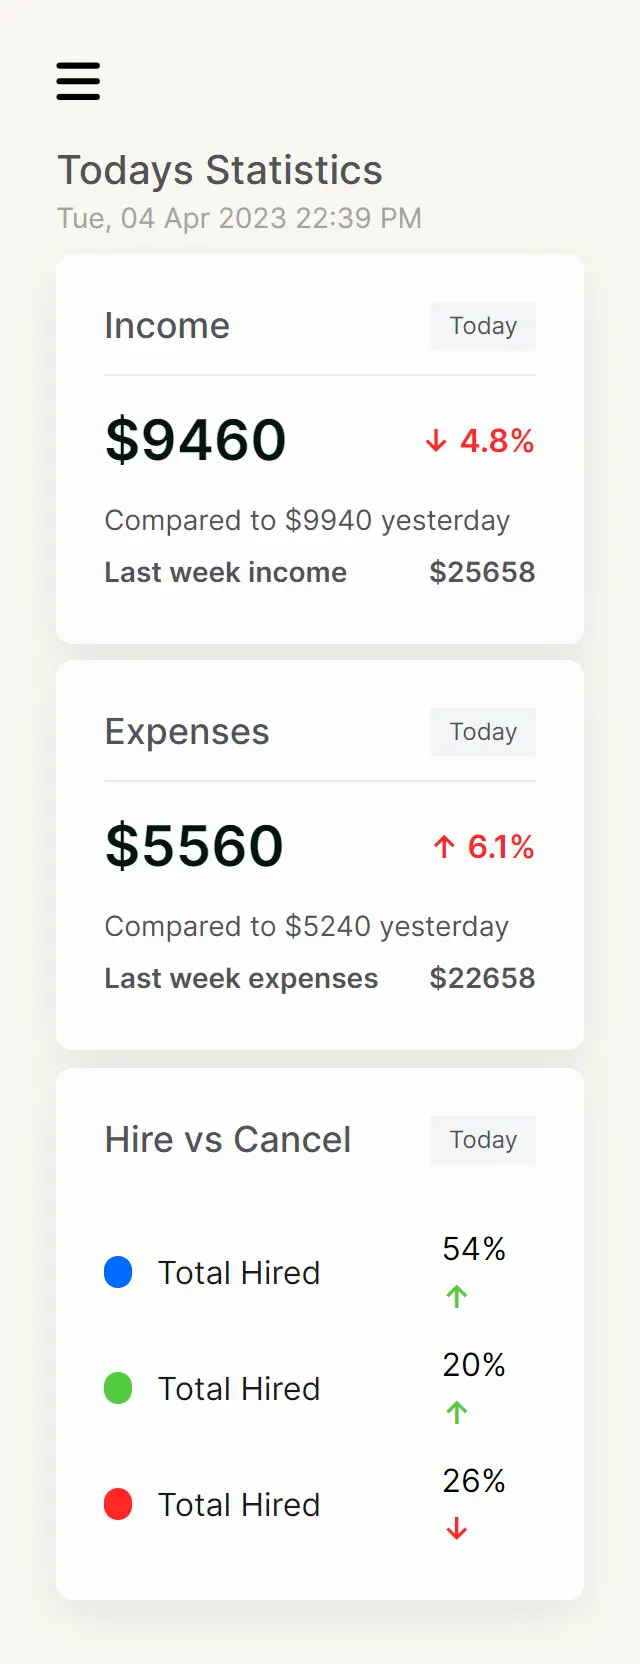 Todays Statistics
Tue, 04 Apr 2023 22:39 PM
Income Today
$9460 ↓ 4.8%
Compared to $9940 yesterday
Last week income $25658
Expenses Today
$5560 ↑ 6.1%
Compared to $5240 yesterday
Last week expenses $22658
Hire vs Cancel Today
Total Hired 54% ↑
Total Hired 20% ↑
Total Hired 26% ↓